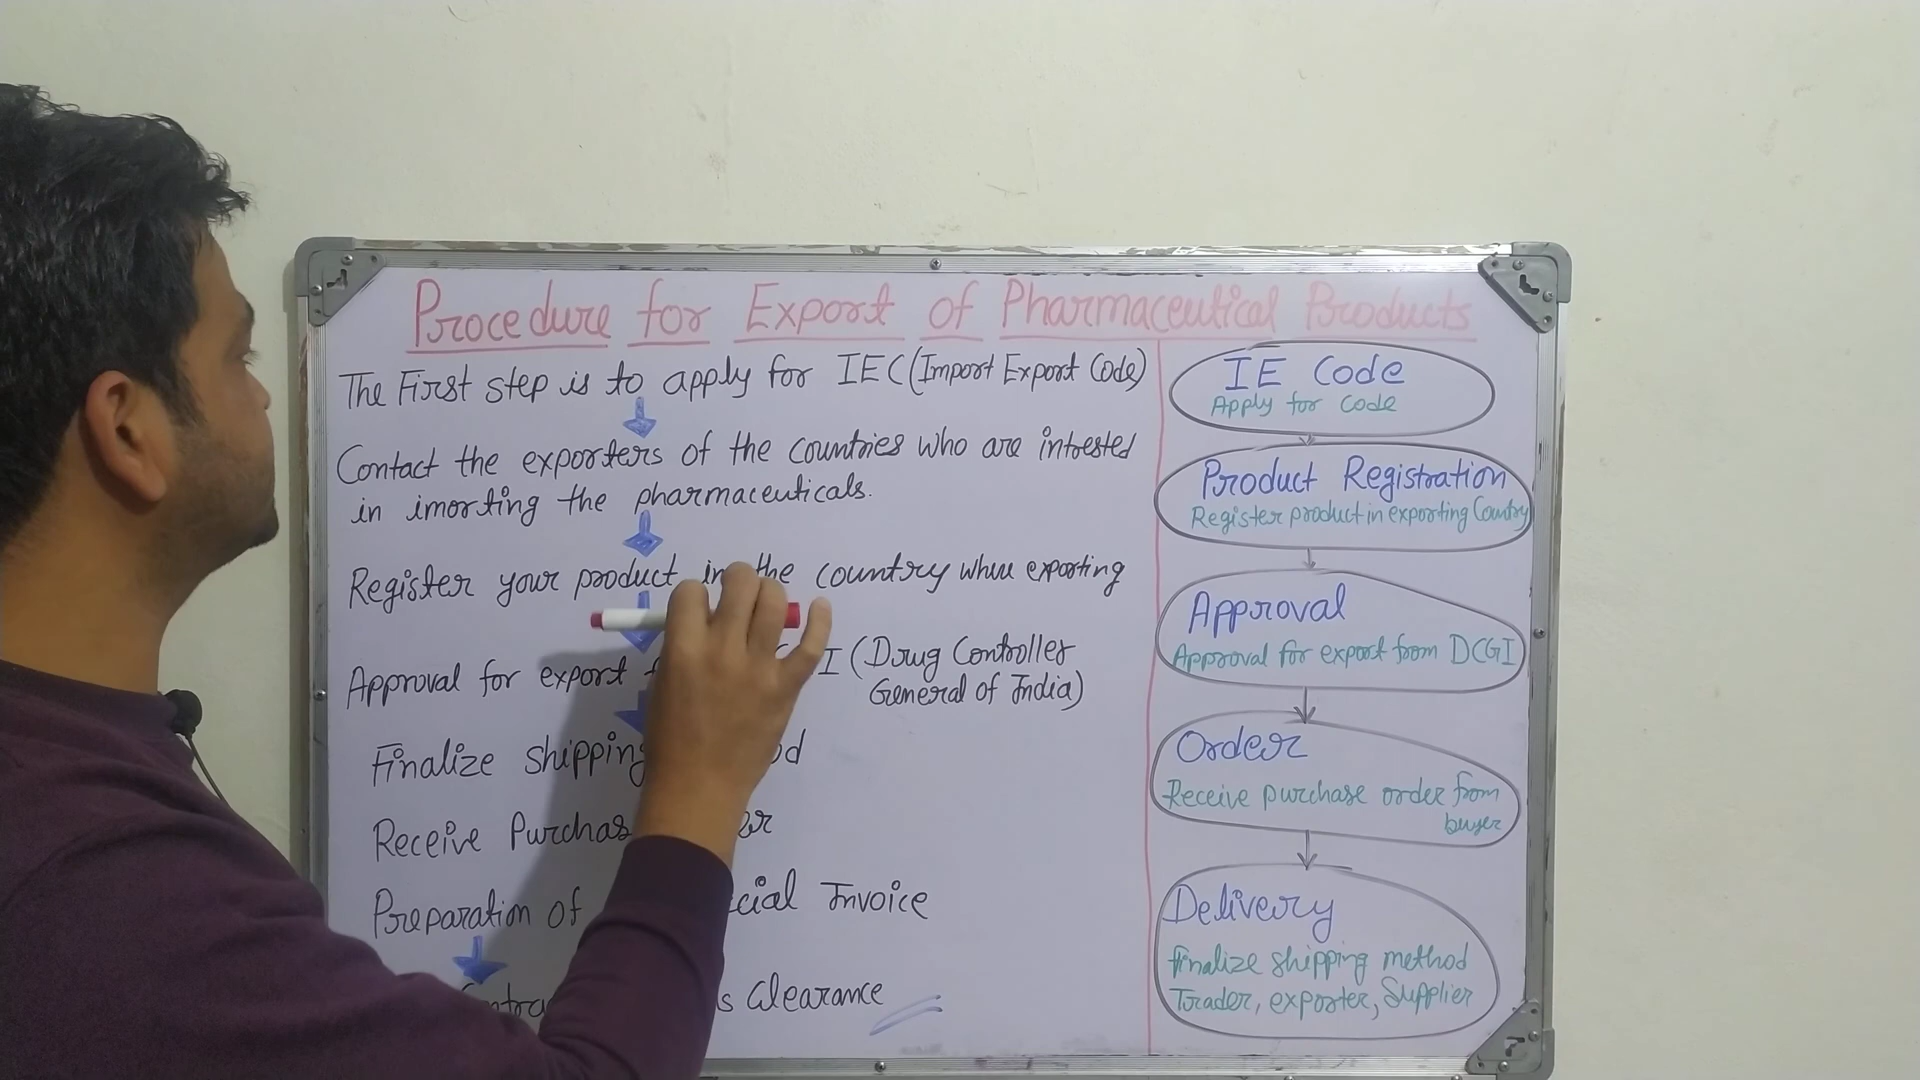 Procedure for Export of Pharmaceutical Products
The First step is to apply for IEC (Import Export Code)
Contact the exporters of the countries who are intrested
in imorting the pharmaceuticals.
Register your product in the country where exporting
Approval for export I (Drug Controller
General of India)
Finalize shipping
Receive
Preparation of Invoice
Clearance
IE Code
Apply for code
Product Registration
Register product in exporting Country
Approval
Approval for export from DCGI
Order
Receive purchase order from
buyer
Delivery
Finalize shipping method
Trader, exporter, Supplier